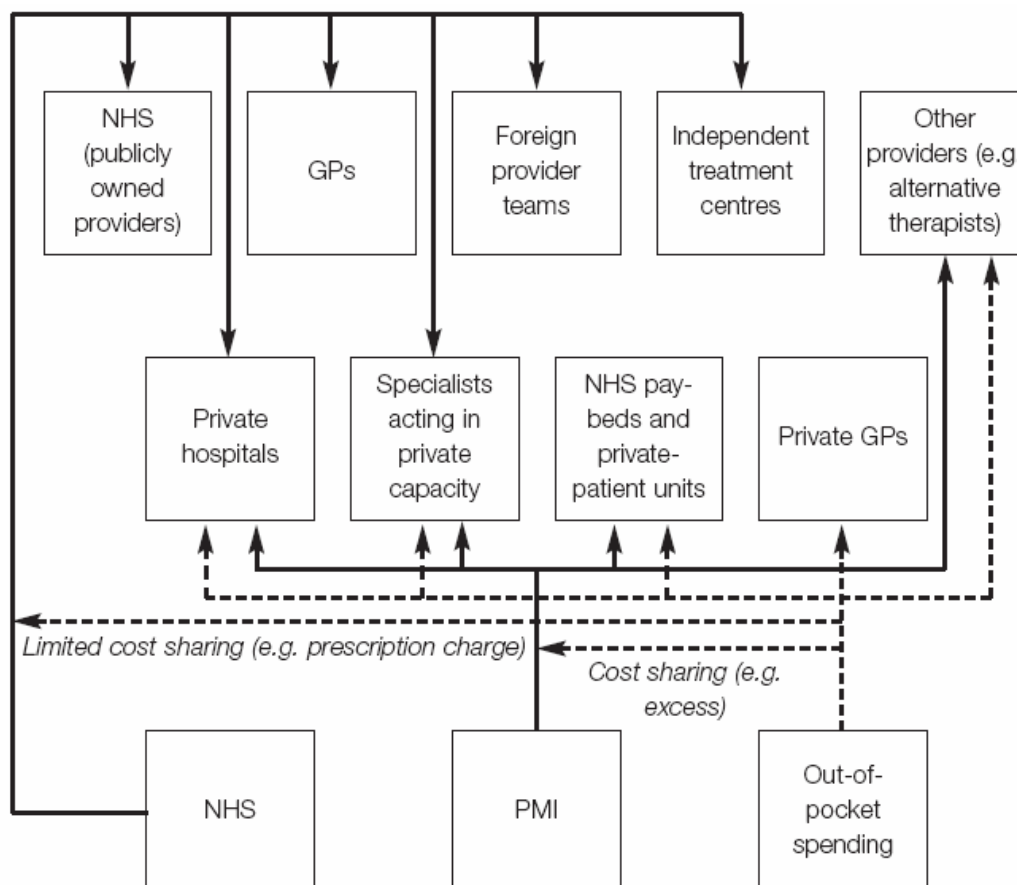 NHS
(publicly
owned
providers)
GPs
Foreign
provider
teams
Independent
treatment
centres
Other
providers (e.g.
alternative
therapists)
Private
hospitals
Specialists
acting in
private
capacity
NHS pay-
beds and
private-
patient units
Private GPs
Limited cost sharing (e.g. prescription charge)
Cost sharing (e.g.
excess)
NHS
PMI
Out-of-
pocket
spending